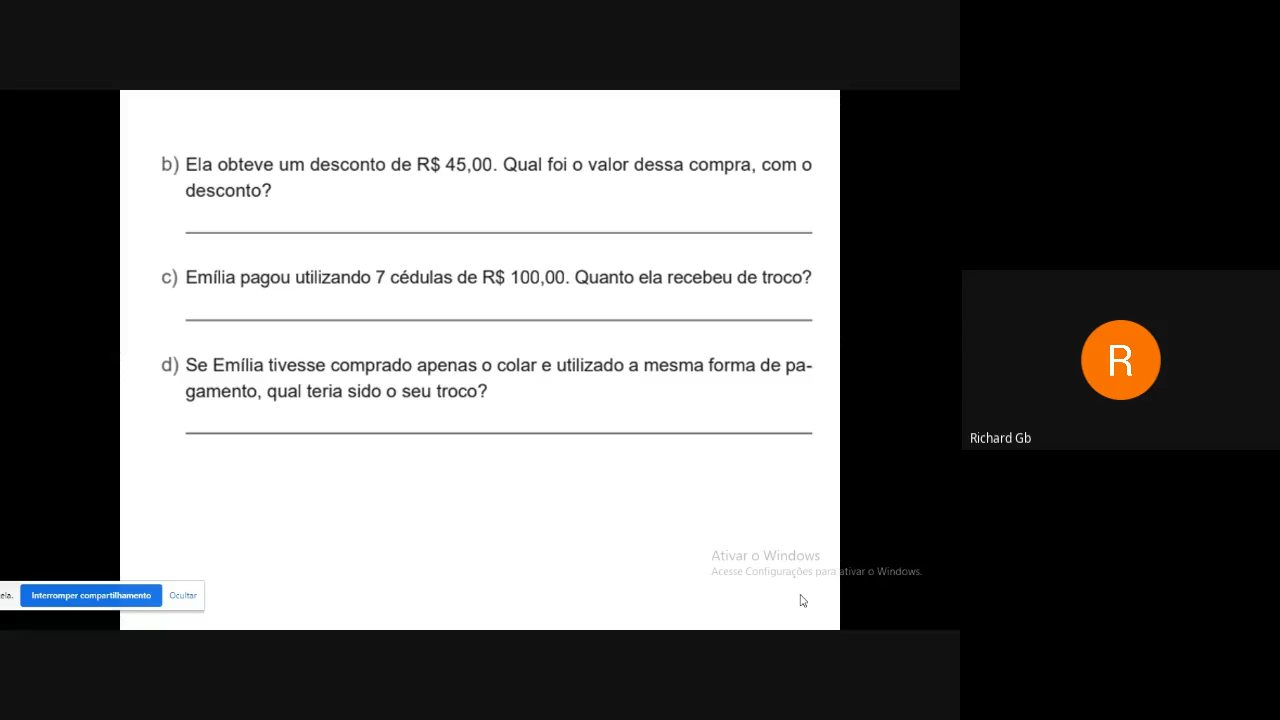 b) Ela obteve um desconto de R$ 45,00. Qual foi o valor dessa compra, com o
desconto?
c) Emília pagou utilizando 7 cédulas de R$ 100,00. Quanto ela recebeu de troco?
d) Se Emília tivesse comprado apenas o colar e utilizado a mesma forma de pa-
gamento, qual teria sido o seu troco?
R
Richard Gb
Ativar o Windows
Acesse Configurações para ativar o Windows.
ela.
Interromper compartilhamento
Ocultar